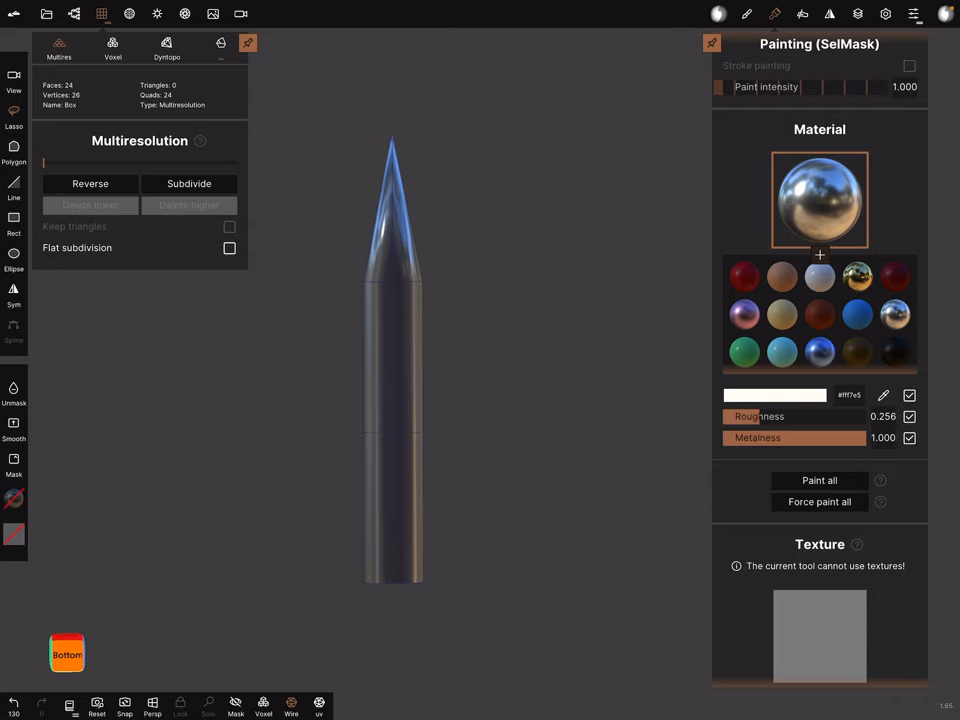 Multires
Voxel
Dyntopo
...
Faces: 24
Triangles: 0
Vertices: 26
Quads: 24
Name: Box
Type: Multiresolution
Multiresolution ?
Reverse
Subdivide
Delete lower
Delete higher
Keep triangles
Flat subdivision
View
Lasso
Polygon
Line
Rect
Ellipse
Sym
Spline
Unmask
Smooth
Mask
Painting (SelMask)
Stroke painting
Paint intensity
1.000
Material
+
#fff7e5
Roughness
0.256
Metalness
1.000
Paint all ?
Force paint all ?
Texture ?
The current tool cannot use textures!
Bottom
130
0
Reset
Snap
Persp
Lock
Solo
Mask
Voxel
Wire
uv
1.65